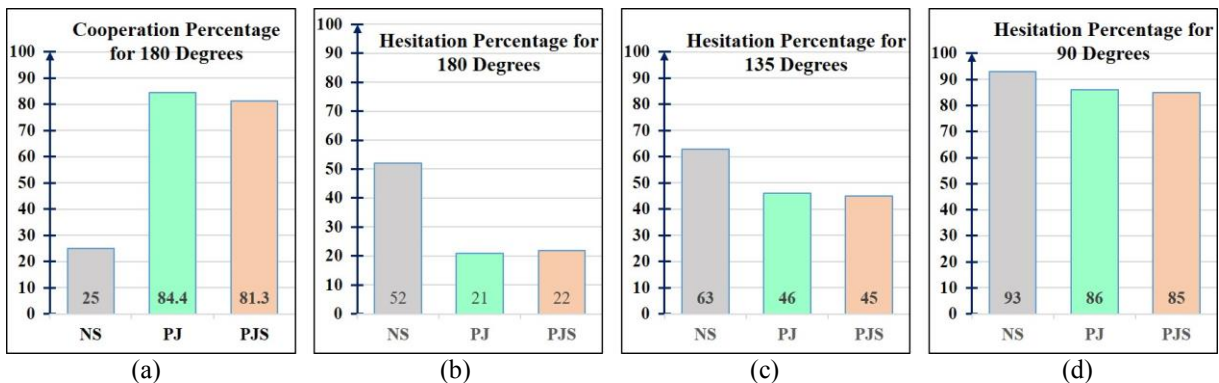 Cooperation Percentage
for 180 Degrees
100
90
80
70
60
50
40
30
20
10
0
25
84.4
81.3
NS
PJ
PJS
(a)
Hesitation Percentage for
180 Degrees
100
90
80
70
60
50
40
30
20
10
0
52
21
22
NS
PJ
PJS
(b)
Hesitation Percentage for
135 Degrees
100
90
80
70
60
50
40
30
20
10
0
63
46
45
NS
PJ
PJS
(c)
Hesitation Percentage for
90 Degrees
100
90
80
70
60
50
40
30
20
10
0
93
86
85
NS
PJ
PJS
(d)